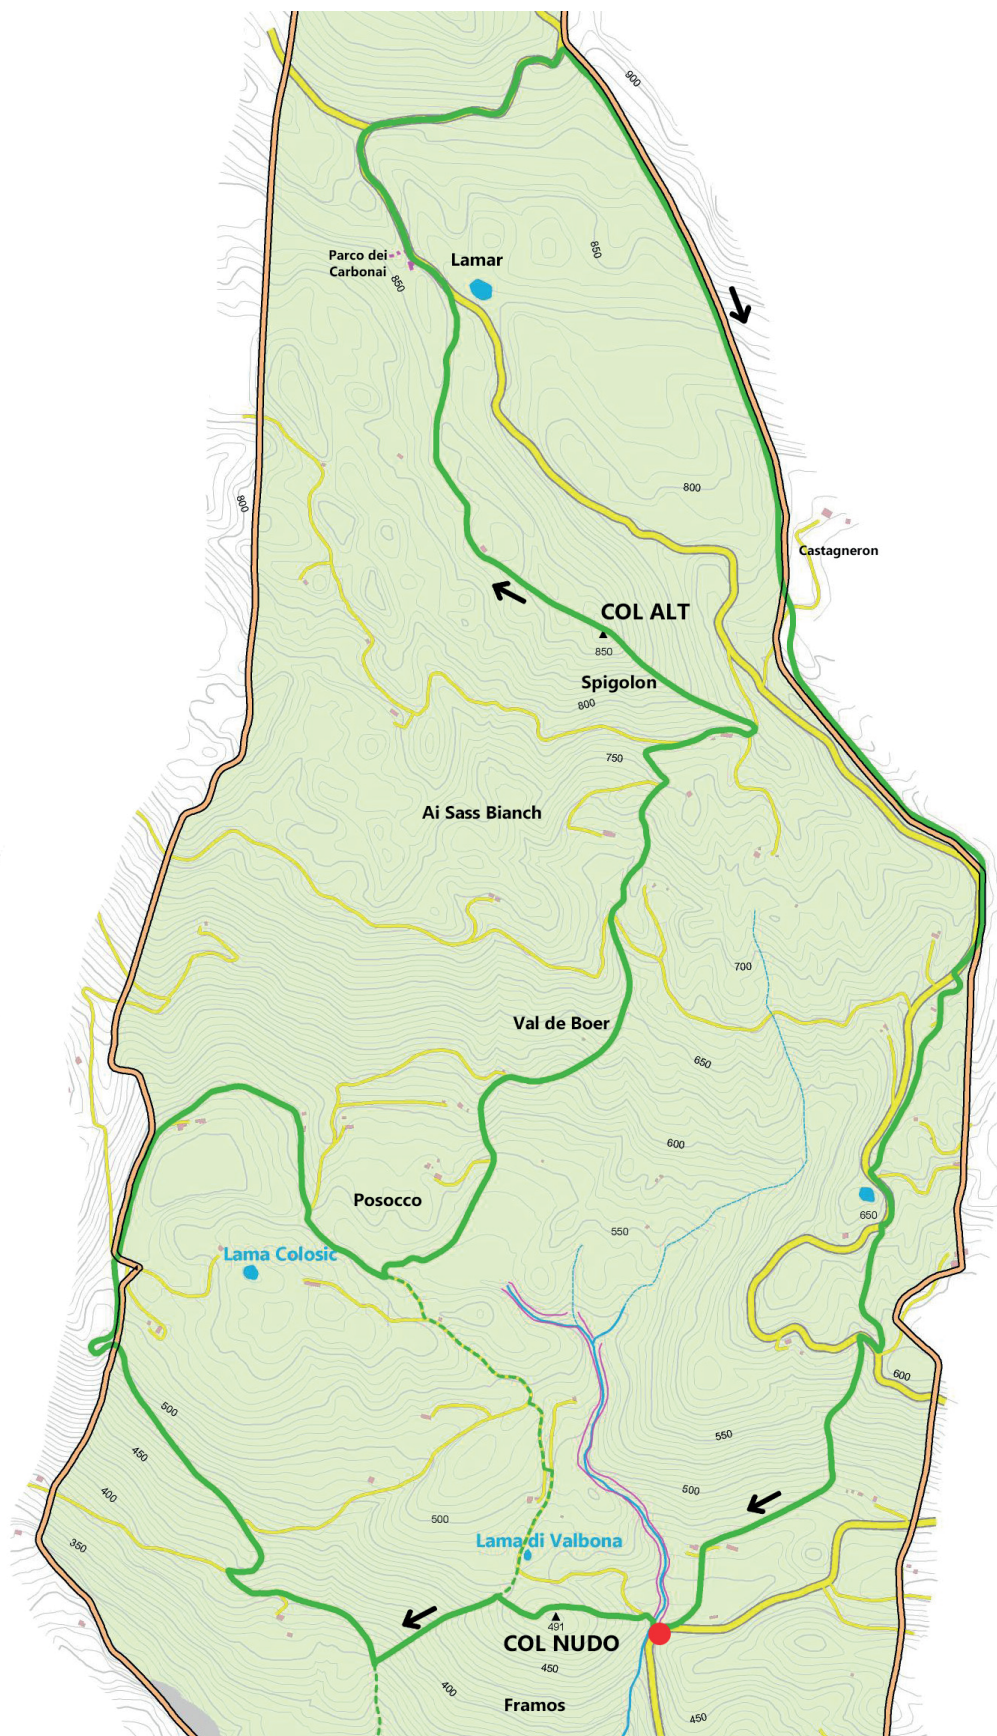 900
850
Parco dei
Carbonai
Lamar
850
800
800
Castagneron
COL ALT
850
Spigolon
800
750
Ai Sass Bianch
700
Val de Boer
650
600
Posocco
650
550
Lama Colosic
600
500
550
450
500
400
500
Lama di Valbona
350
491
COL NUDO
450
400
Framos
450